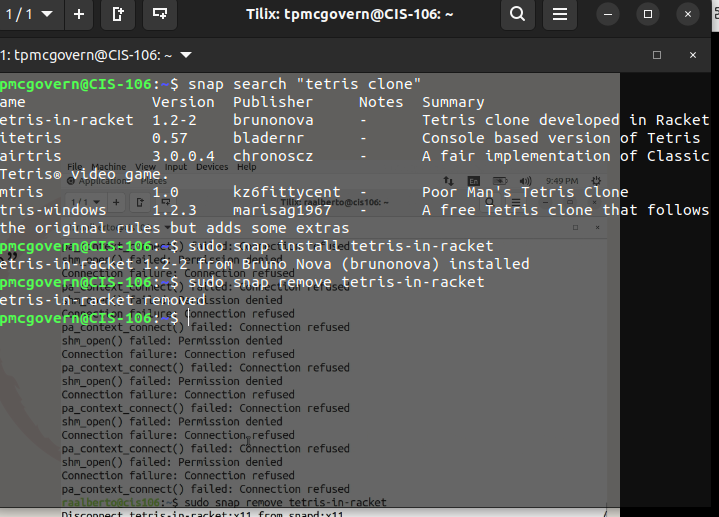 1 / 1
Tilix: tpmcgovern@CIS-106: ~
1: tpmcgovern@CIS-106: ~
pmcgovern@CIS-106:~$ snap search "tetris clone"
ame Version Publisher Notes Summary
etris-in-racket 1.2-2 brunonova - Tetris clone developed in Racket
itetris 0.57 bladernr - Console based version of Tetris
airtris 3.0.0.4 chronoscz - A fair implementation of Classic
Tetris® video game.
File Machine View Input Devices Help
Applications Places 9:49 PM
mtris 1.0 kz6fittycent - Poor Man's Tetris Clone
1 / 1 Tilix: raalberto@cis106: ~
tris-windows 1.2.3 marisag1967 - A free Tetris clone that follows
the original rules but adds some extras
pmcgovern@CIS-106:~$ sudo snap install tetris-in-racket
etris-in-racket 1.2-2 from Bruno Nova (brunonova) installed
Connection failure: Connection refused
pmcgovern@CIS-106:~$ sudo snap remove tetris-in-racket
etris-in-racket removed
Connection refused
pmcgovern@CIS-106:~$
pa_context_connect() failed: Connection refused
shm_open() failed: Permission denied
Connection failure: Connection refused
pa_context_connect() failed: Connection refused
shm_open() failed: Permission denied
Connection failure: Connection refused
pa_context_connect() failed: Connection refused
shm_open() failed: Permission denied
Connection failure: Connection refused
pa_context_connect() failed: Connection refused
shm_open() failed: Permission denied
Connection failure: Connection refused
pa_context_connect() failed: Connection refused
raalberto@cis106:~$ sudo snap remove tetris-in-racket
Disconnect tetris-in-racket:x11 from snapd:x11